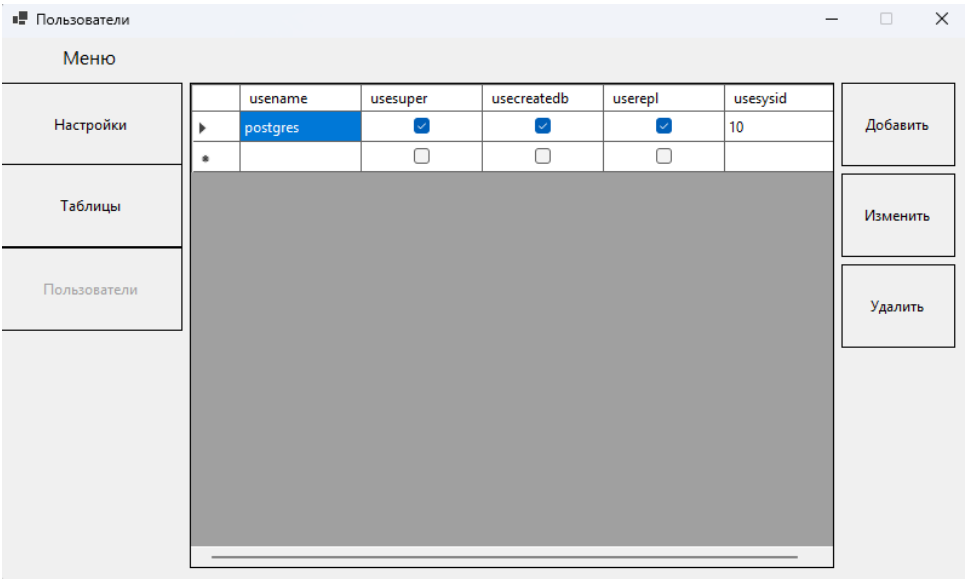 Пользователи
Меню
Настройки
Таблицы
Пользователи
usename usesuper usecreatedb userepl usesysid
postgres 10
Добавить
Изменить
Удалить